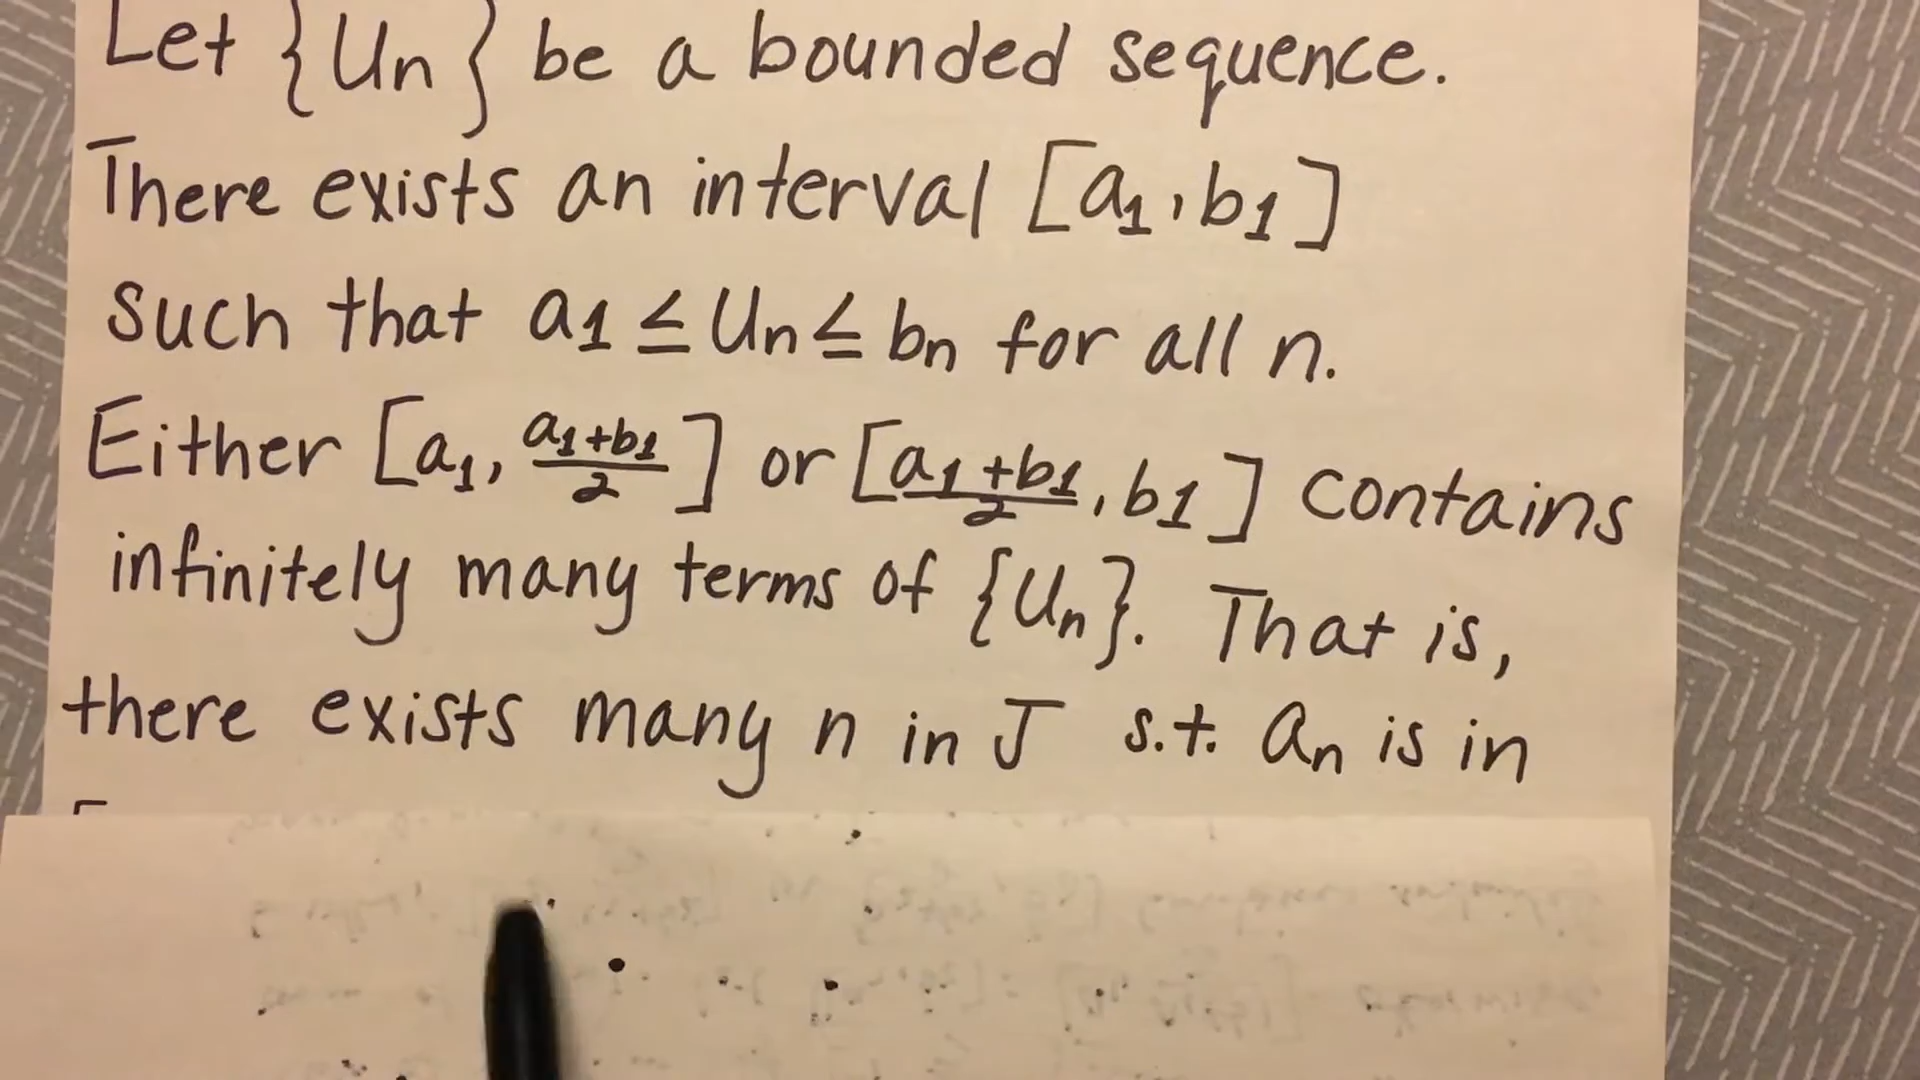 Let {Un} be a bounded sequence.
There exists an interval [a1, b1]
such that a1 ≤ Un ≤ bn for all n.
Either [a1, a1+b1/2] or [a1+b1/2, b1] contains
infinitely many terms of {Un}. That is,
there exists many n in J s.t. an is in